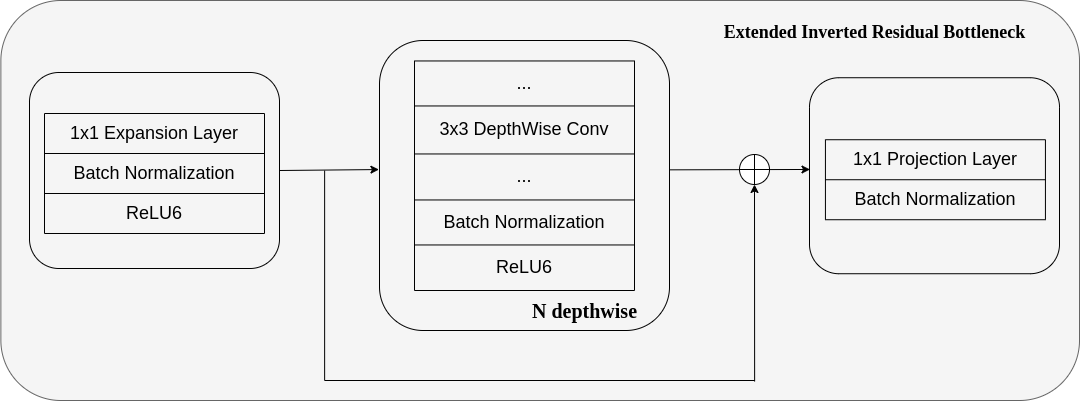 Extended Inverted Residual Bottleneck
1x1 Expansion Layer
Batch Normalization
ReLU6
...
3x3 DepthWise Conv
...
Batch Normalization
ReLU6
N depthwise
1x1 Projection Layer
Batch Normalization